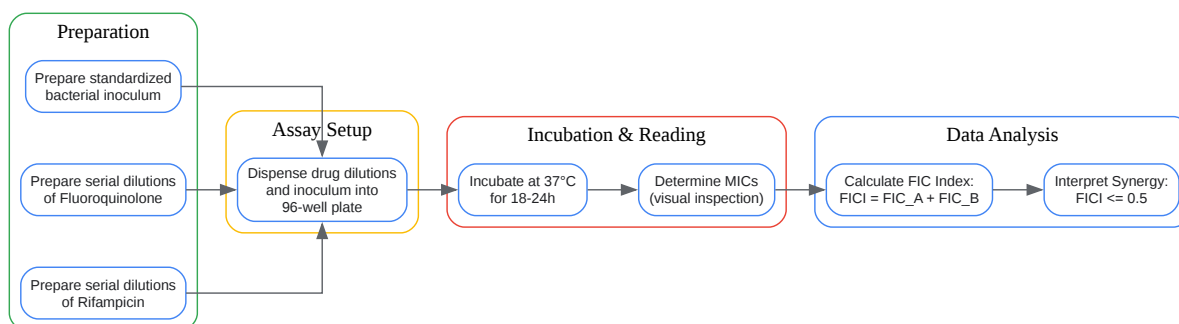 Preparation
Prepare standardized
bacterial inoculum
Prepare serial dilutions
of Fluoroquinolone
Prepare serial dilutions
of Rifampicin
Assay Setup
Dispense drug dilutions
and inoculum into
96-well plate
Incubation & Reading
Incubate at 37°C
for 18-24h
Determine MICs
(visual inspection)
Data Analysis
Calculate FIC Index:
FICI = FIC_A + FIC_B
Interpret Synergy:
FICI <= 0.5